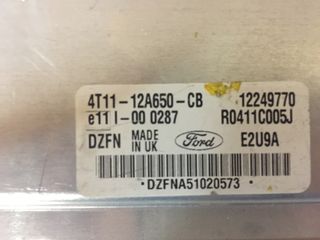 4T11-12A650-CB 12249770
e11 I-00 0287 R0411C005J
DZFN MADE IN UK Ford E2U9A
·DZFNA51020573·